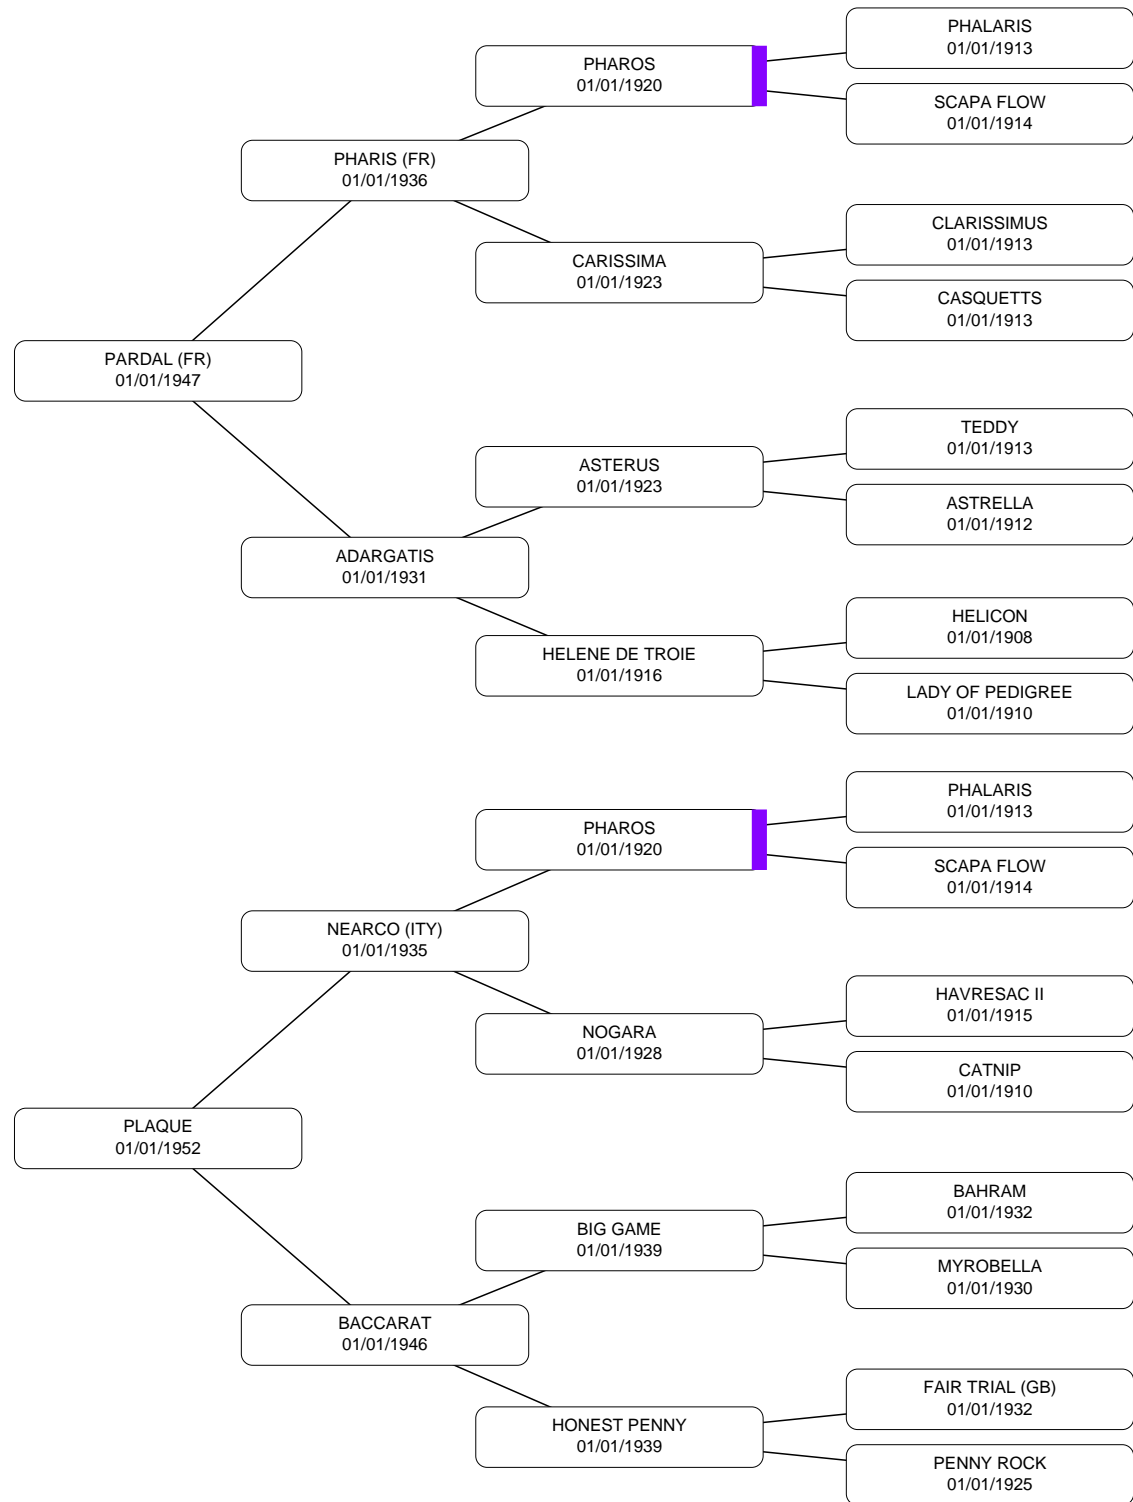 PHALARIS
01/01/1913
PHAROS
01/01/1920
SCAPA FLOW
01/01/1914
PHARIS (FR)
01/01/1936
CLARISSIMUS
01/01/1913
CARISSIMA
01/01/1923
CASQUETTS
01/01/1913
PARDAL (FR)
01/01/1947
TEDDY
01/01/1913
ASTERUS
01/01/1923
ASTRELLA
01/01/1912
ADARGATIS
01/01/1931
HELICON
01/01/1908
HELENE DE TROIE
01/01/1916
LADY OF PEDIGREE
01/01/1910
PHALARIS
01/01/1913
PHAROS
01/01/1920
SCAPA FLOW
01/01/1914
NEARCO (ITY)
01/01/1935
HAVRESAC II
01/01/1915
NOGARA
01/01/1928
CATNIP
01/01/1910
PLAQUE
01/01/1952
BAHRAM
01/01/1932
BIG GAME
01/01/1939
MYROBELLA
01/01/1930
BACCARAT
01/01/1946
FAIR TRIAL (GB)
01/01/1932
HONEST PENNY
01/01/1939
PENNY ROCK
01/01/1925